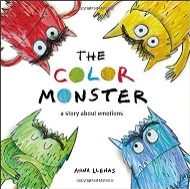 THE
COLOR
MONSTER
a story about emotions
ANNA LLENAS